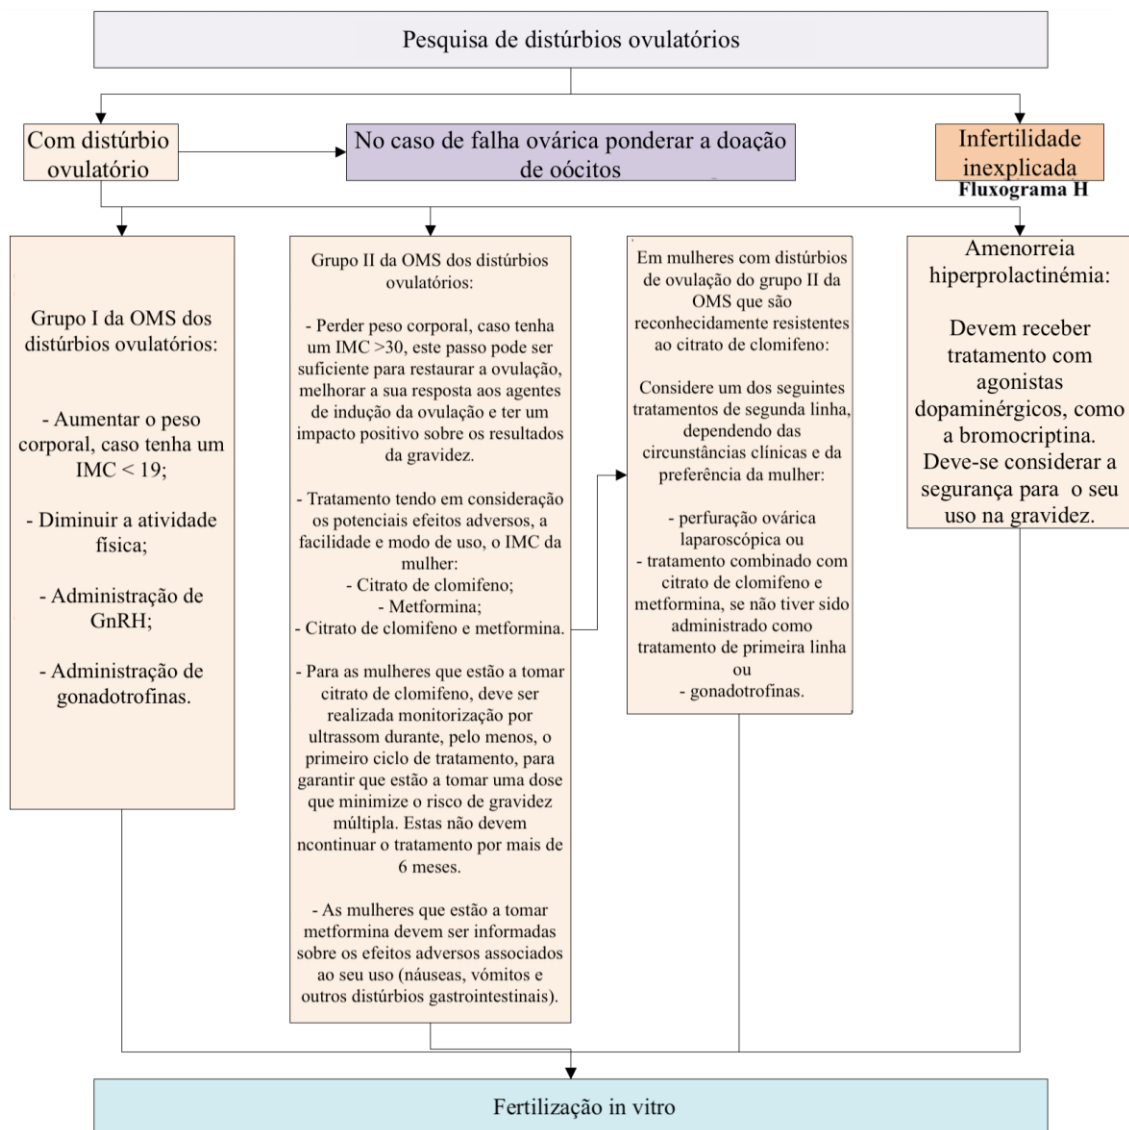 Pesquisa de distúrbios ovulatórios
Com distúrbio
ovulatório
No caso de falha ovárica ponderar a doação
de oócitos
Infertilidade
inexplicada
Fluxograma H
Grupo I da OMS dos
distúrbios ovulatórios:
- Aumentar o peso
corporal, caso tenha um
IMC < 19;
- Diminuir a atividade
física;
- Administração de
GnRH;
- Administração de
gonadotrofinas.
Grupo II da OMS dos distúrbios
ovulatórios:
- Perder peso corporal, caso tenha
um IMC >30, este passo pode ser
suficiente para restaurar a ovulação,
melhorar a sua resposta aos agentes
de indução da ovulação e ter um
impacto positivo sobre os resultados
da gravidez.
- Tratamento tendo em consideração
os potenciais efeitos adversos, a
facilidade e modo de uso, o IMC da
mulher:
- Citrato de clomifeno;
- Metformina;
- Citrato de clomifeno e metformina.
- Para as mulheres que estão a tomar
citrato de clomifeno, deve ser
realizada monitorização por
ultrassom durante, pelo menos, o
primeiro ciclo de tratamento, para
garantir que estão a tomar uma dose
que minimize o risco de gravidez
múltipla. Estas não devem
ncontinuar o tratamento por mais de
6 meses.
- As mulheres que estão a tomar
metformina devem ser informadas
sobre os efeitos adversos associados
ao seu uso (náuseas, vómitos e
outros distúrbios gastrointestinais).
Em mulheres com distúrbios
de ovulação do grupo II da
OMS que são
reconhecidamente resistentes
ao citrato de clomifeno:
Considere um dos seguintes
tratamentos de segunda linha,
dependendo das
circunstâncias clínicas e da
preferência da mulher:
- perfuração ovárica
laparoscópica ou
- tratamento combinado com
citrato de clomifeno e
metformina, se não tiver sido
administrado como
tratamento de primeira linha
ou
- gonadotrofinas.
Amenorreia
hiperprolactinémia:
Devem receber
tratamento com
agonistas
dopaminérgicos, como
a bromocriptina.
Deve-se considerar a
segurança para o seu
uso na gravidez.
Fertilização in vitro